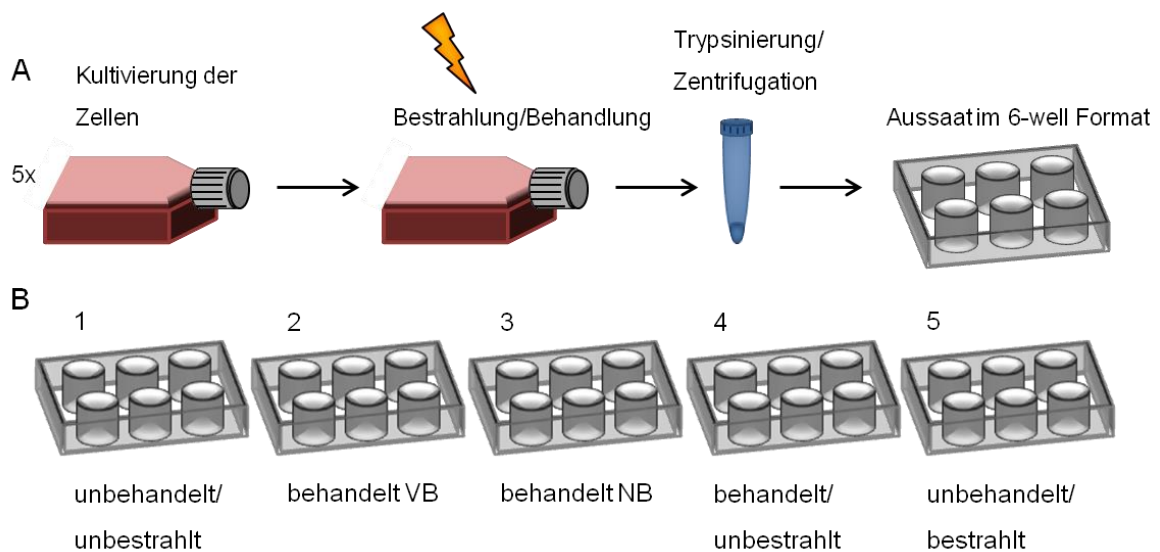 A
Kultivierung der
Zellen
5x
Bestrahlung/Behandlung
Trypsinierung/
Zentrifugation
Aussaat im 6-well Format
B
1
2
3
4
5
unbehandelt/
unbestrahlt
behandelt VB
behandelt NB
behandelt/
unbestrahlt
unbehandelt/
bestrahlt